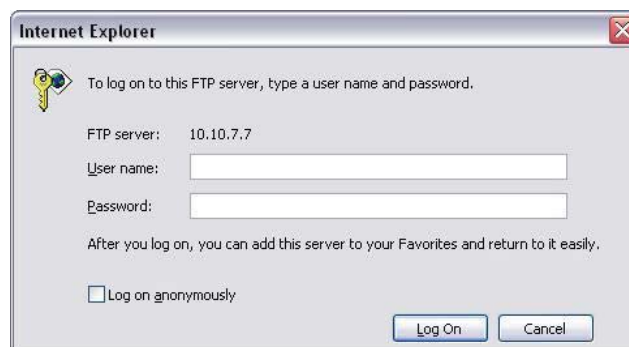 Internet Explorer
To log on to this FTP server, type a user name and password.
FTP server: 10.10.7.7
User name:
Password:
After you log on, you can add this server to your Favorites and return to it easily.
Log on anonymously
Log On Cancel